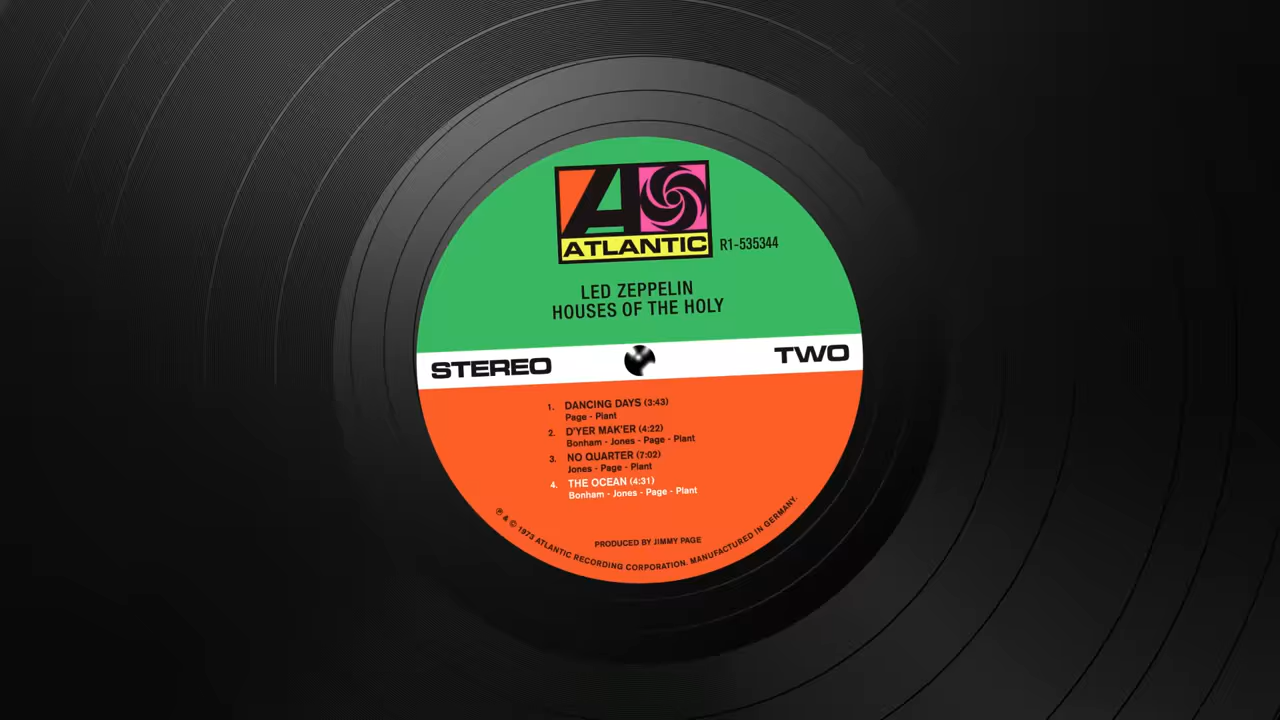 ATLANTIC
R1-535344
LED ZEPPELIN
HOUSES OF THE HOLY
STEREO
TWO
1. DANCING DAYS (3:43)
Page - Plant
2. D'YER MAK'ER (4:22)
Bonham - Jones - Page - Plant
3. NO QUARTER (7:02)
Jones - Page - Plant
4. THE OCEAN (4:31)
Bonham - Jones - Page - Plant
PRODUCED BY JIMMY PAGE
℗ & © 1973 ATLANTIC RECORDING CORPORATION. MANUFACTURED IN GERMANY.